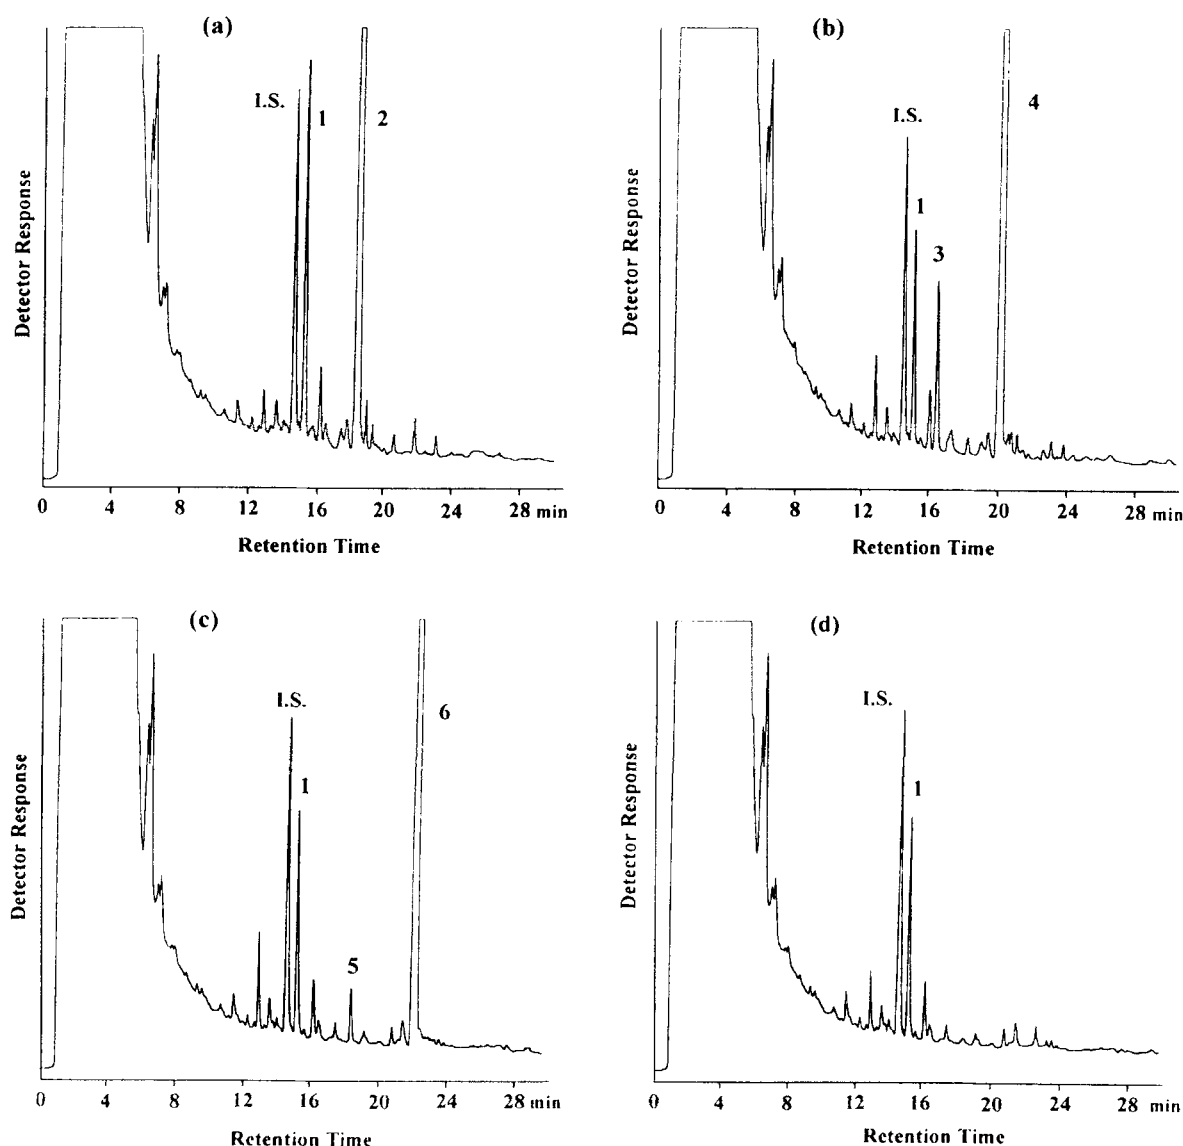 (a)
I.S.
1
2
Detector Response
0 4 8 12 16 20 24 28 min
Retention Time
(b)
I.S.
1
3
4
Detector Response
0 4 8 12 16 20 24 28 min
Retention Time
(c)
I.S.
1
5
6
Detector Response
0 4 8 12 16 20 24 28 min
Retention Time
(d)
I.S.
1
Detector Response
0 4 8 12 16 20 24 28 min
Retention Time